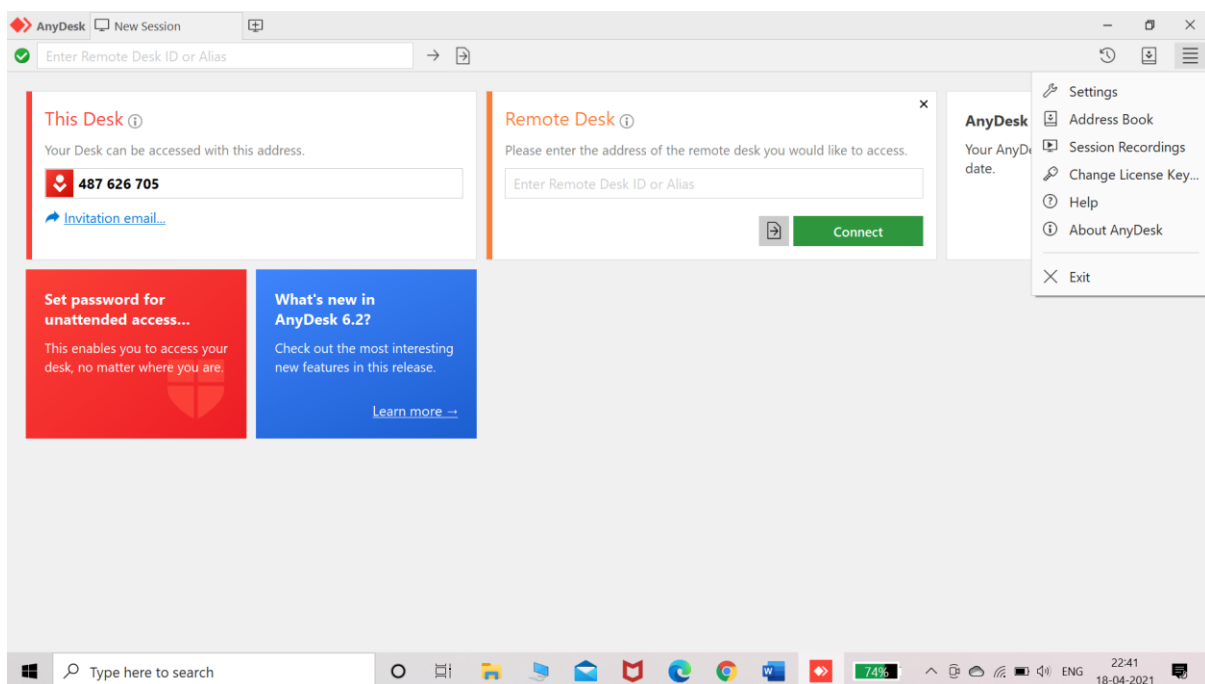 AnyDesk
New Session
Enter Remote Desk ID or Alias
This Desk
Your Desk can be accessed with this address.
487 626 705
Invitation email...
Remote Desk
Please enter the address of the remote desk you would like to access.
Enter Remote Desk ID or Alias
Connect
AnyDesk
Your AnyDe
date.
Settings
Address Book
Session Recordings
Change License Key...
Help
About AnyDesk
Exit
Set password for
unattended access...
This enables you to access your
desk, no matter where you are.
What's new in
AnyDesk 6.2?
Check out the most interesting
new features in this release.
Learn more →
Type here to search
74%
ENG
22:41
18-04-2021